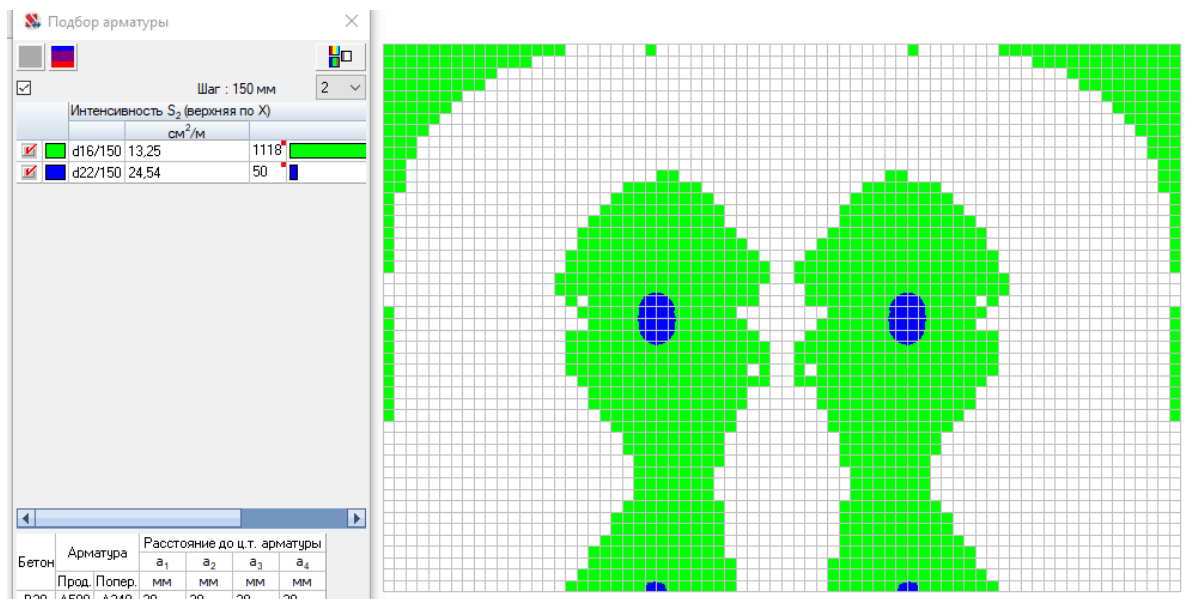 Подбор арматуры
Шаг : 150 мм 2
Интенсивность S₂ (верхняя по X)
см²/м
d16/150 13,25 1118
d22/150 24,54 50
Бетон Арматура Расстояние до ц.т. арматуры
a₁ a₂ a₃ a₄
Прод. Попер. мм мм мм мм